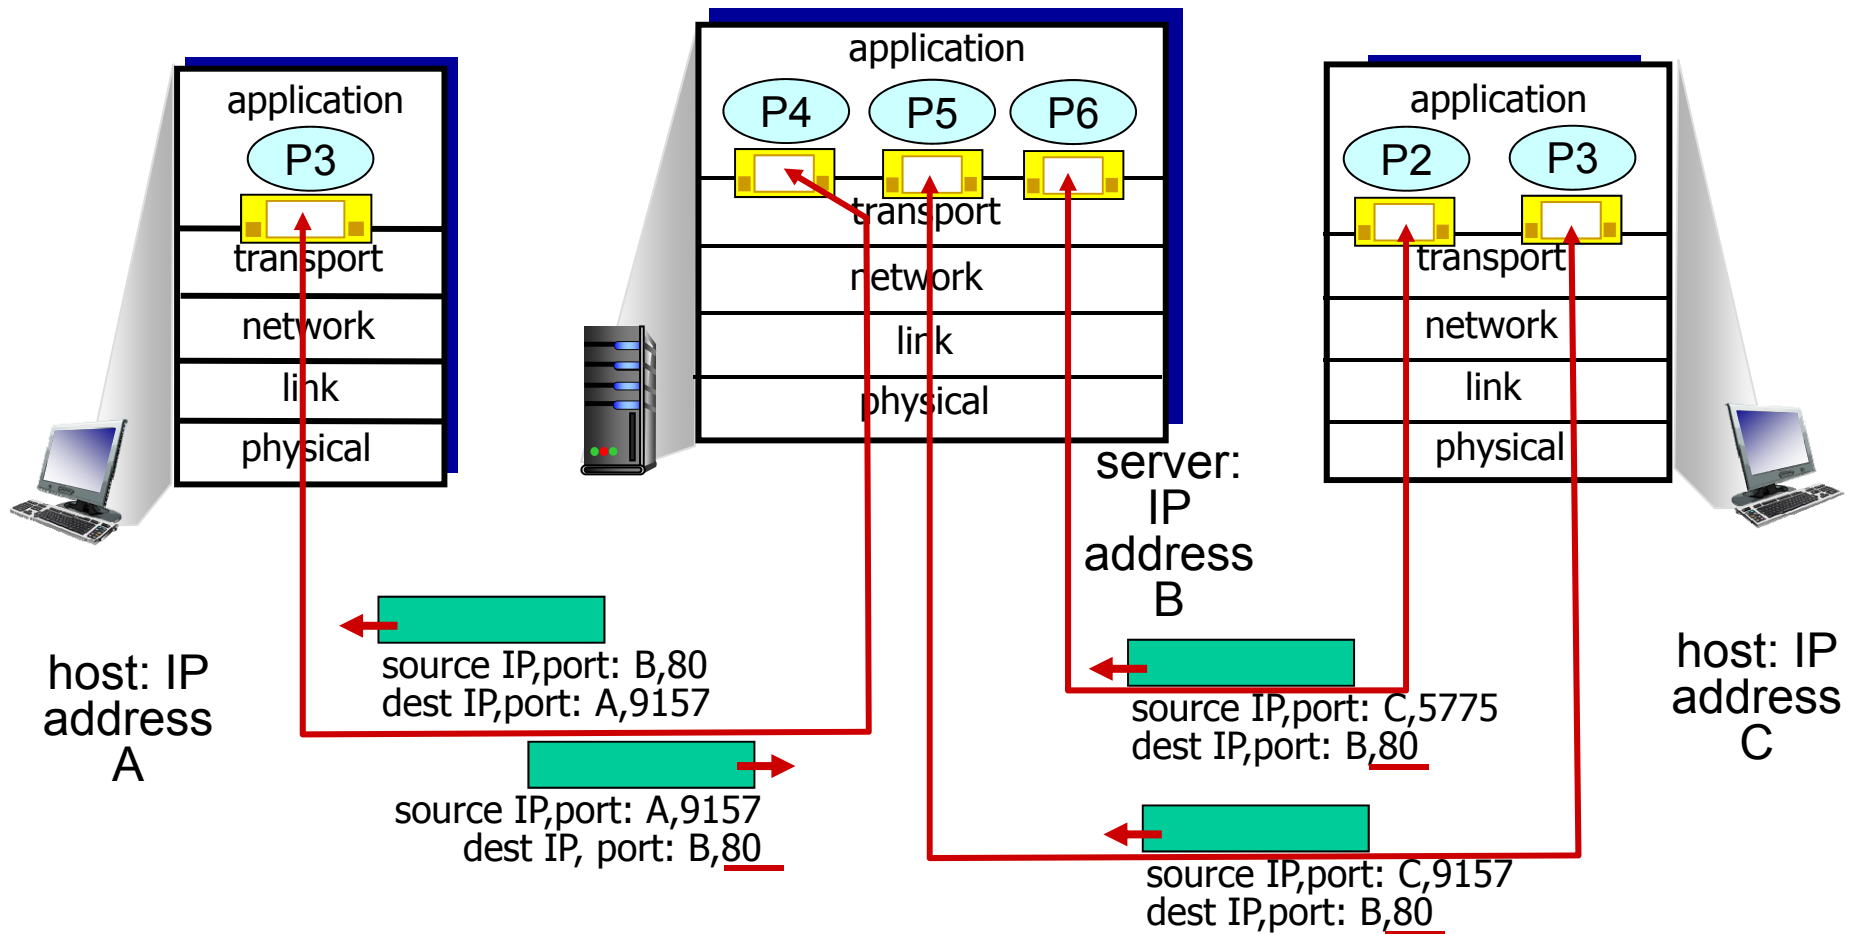 application
P3
transport
network
link
physical
host: IP
address
A
application
P4
P5
P6
transport
network
link
physical
server:
IP
address
B
application
P2
P3
transport
network
link
physical
host: IP
address
C
source IP,port: B,80
dest IP,port: A,9157
source IP,port: A,9157
dest IP, port: B,80
source IP,port: C,5775
dest IP,port: B,80
source IP,port: C,9157
dest IP,port: B,80